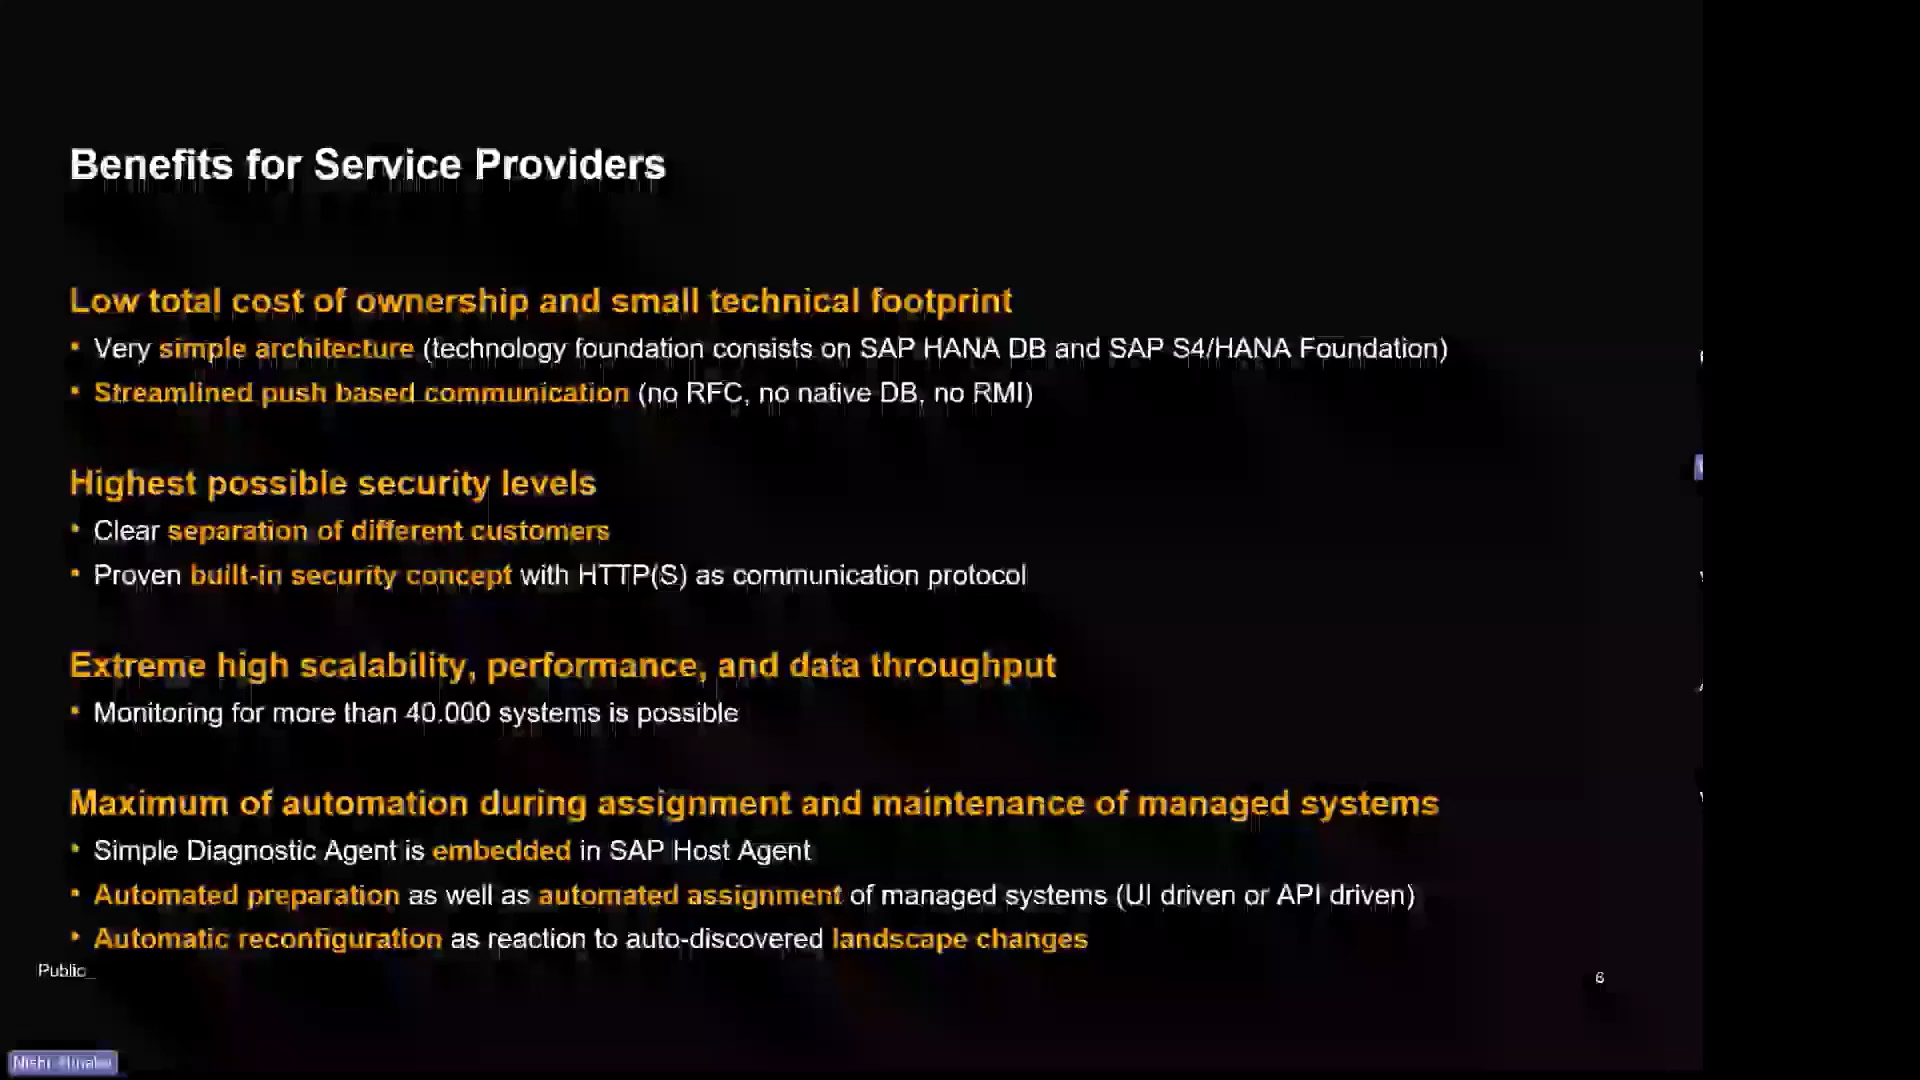 Benefits for Service Providers
Low total cost of ownership and small technical footprint
• Very simple architecture (technology foundation consists on SAP HANA DB and SAP S4/HANA Foundation)
• Streamlined push based communication (no RFC, no native DB, no RMI)
Highest possible security levels
• Clear separation of different customers
• Proven built-in security concept with HTTP(S) as communication protocol
Extreme high scalability, performance, and data throughput
• Monitoring for more than 40.000 systems is possible
Maximum of automation during assignment and maintenance of managed systems
• Simple Diagnostic Agent is embedded in SAP Host Agent
• Automated preparation as well as automated assignment of managed systems (UI driven or API driven)
• Automatic reconfiguration as reaction to auto-discovered landscape changes
Public
6